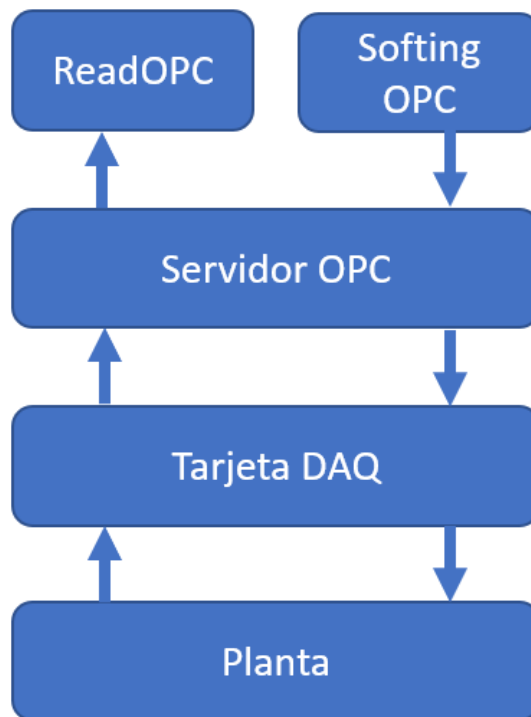 ReadOPC
Softing
OPC
Servidor OPC
Tarjeta DAQ
Planta